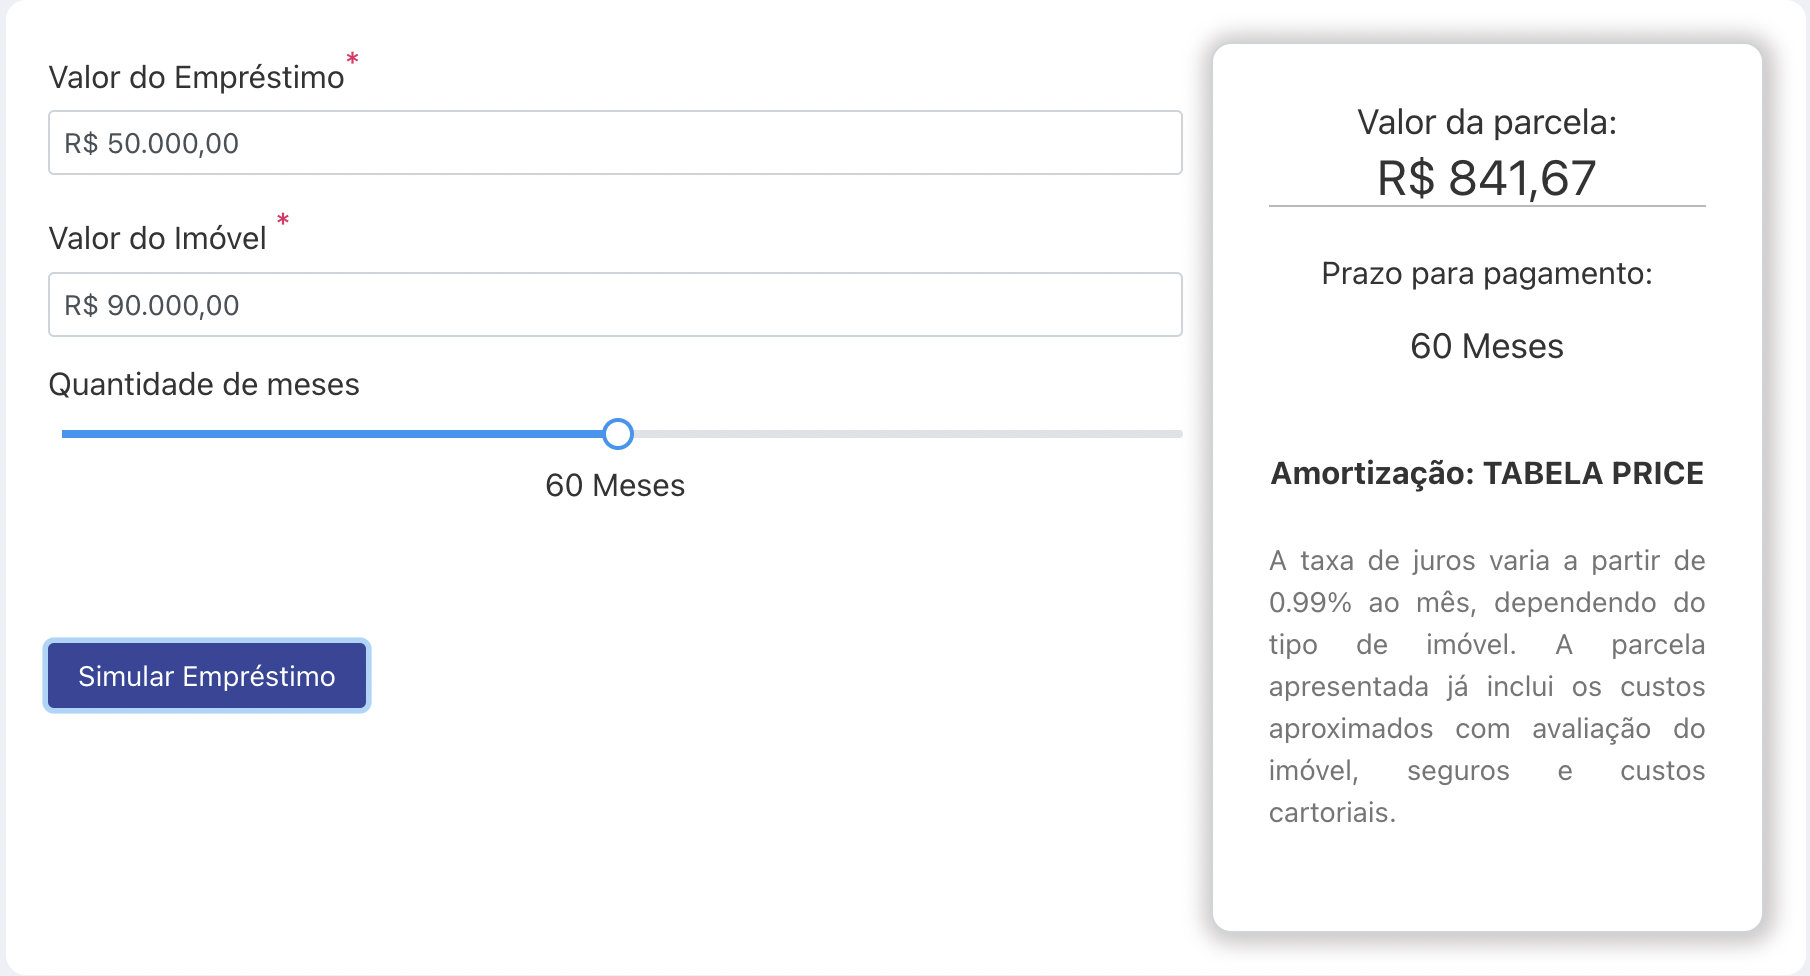 Valor do Empréstimo*
R$ 50.000,00
Valor do Imóvel *
R$ 90.000,00
Quantidade de meses
60 Meses
Simular Empréstimo
Valor da parcela:
R$ 841,67
Prazo para pagamento:
60 Meses
Amortização: TABELA PRICE
A taxa de juros varia a partir de
0.99% ao mês, dependendo do
tipo de imóvel. A parcela
apresentada já inclui os custos
aproximados com avaliação do
imóvel, seguros e custos
cartoriais.